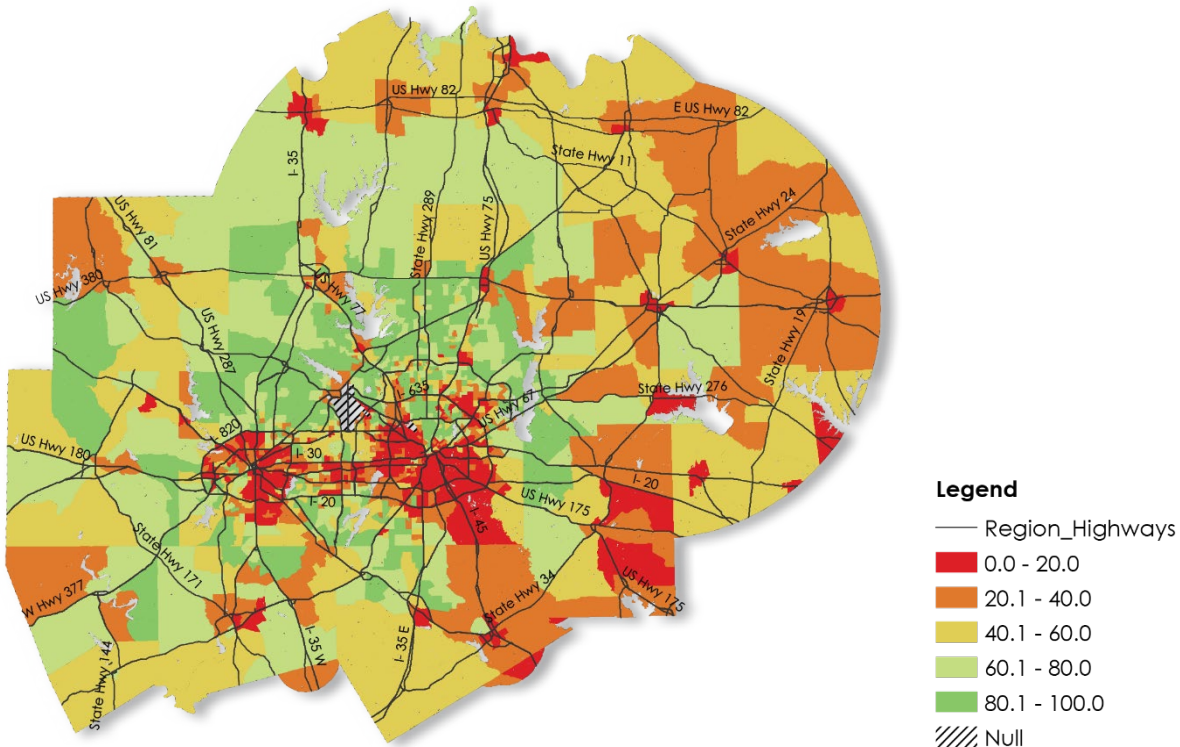 US Hwy 82
E US Hwy 82
State Hwy 11
I- 35
State Hwy 24
State Hwy 289
US Hwy 75
US Hwy 81
US Hwy 380
US Hwy 77
State Hwy 19
US Hwy 287
I- 635
State Hwy 276
US Hwy 67
I- 820
US Hwy 180
I- 30
I- 20
I- 20
US Hwy 175
I- 45
State Hwy 171
US Hwy 175
W Hwy 377
State Hwy 34
I- 35 W
I- 35 E
State Hwy 144
Legend
Region_Highways
0.0 - 20.0
20.1 - 40.0
40.1 - 60.0
60.1 - 80.0
80.1 - 100.0
Null